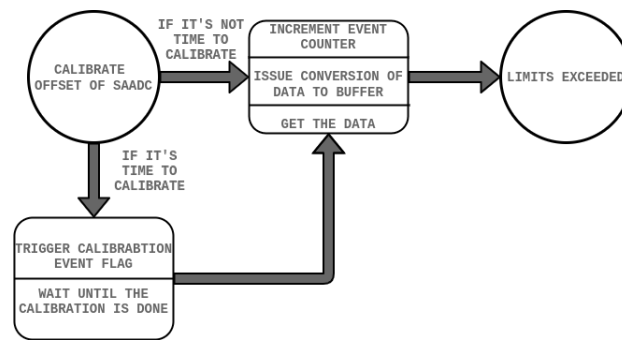 CALIBRATE
OFFSET OF SAADC
IF IT'S NOT
TIME TO
CALIBRATE
INCREMENT EVENT
COUNTER
ISSUE CONVERSION OF
DATA TO BUFFER
GET THE DATA
LIMITS EXCEEDED
IF IT'S
TIME TO
CALIBRATE
TRIGGER CALIBRABTION
EVENT FLAG
WAIT UNTIL THE
CALIBRATION IS DONE